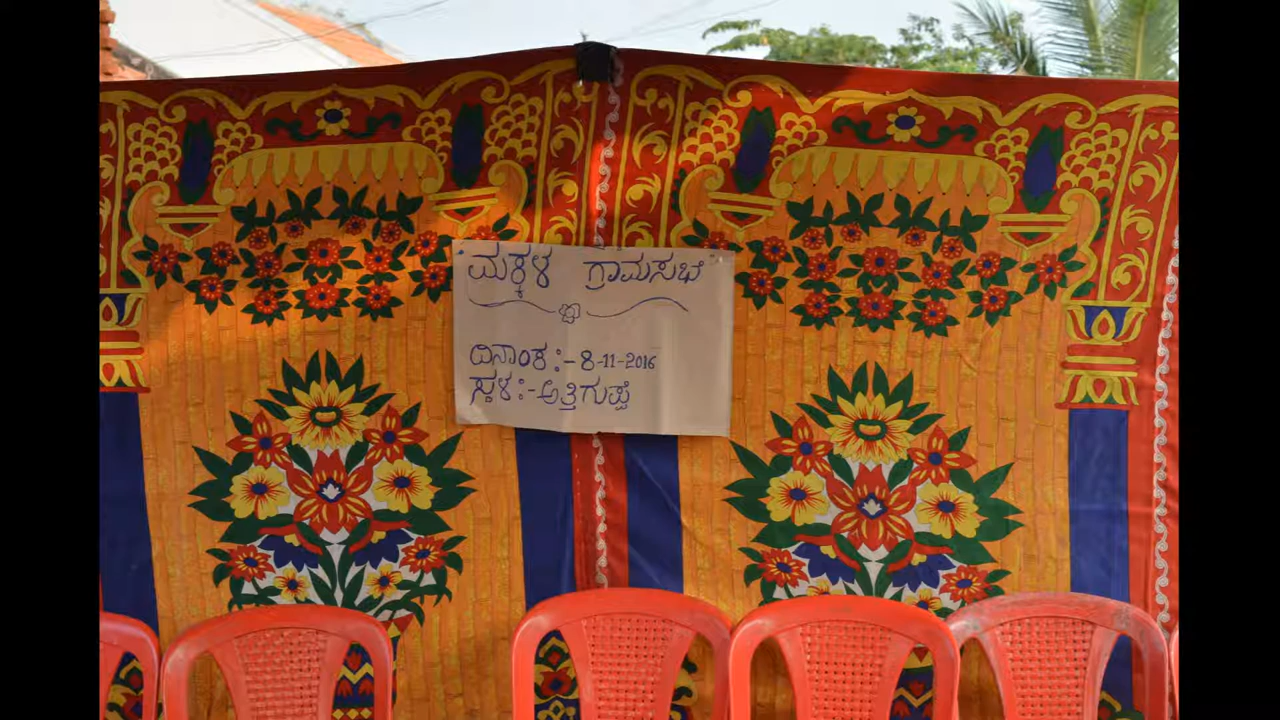 ಮಕ್ಕಳ ಗ್ರಾಮಸಭೆ
ದಿನಾಂಕ :- 8-11-2016
ಸ್ಥಳ :- ಅತ್ತಿಗುಪ್ಪೆ